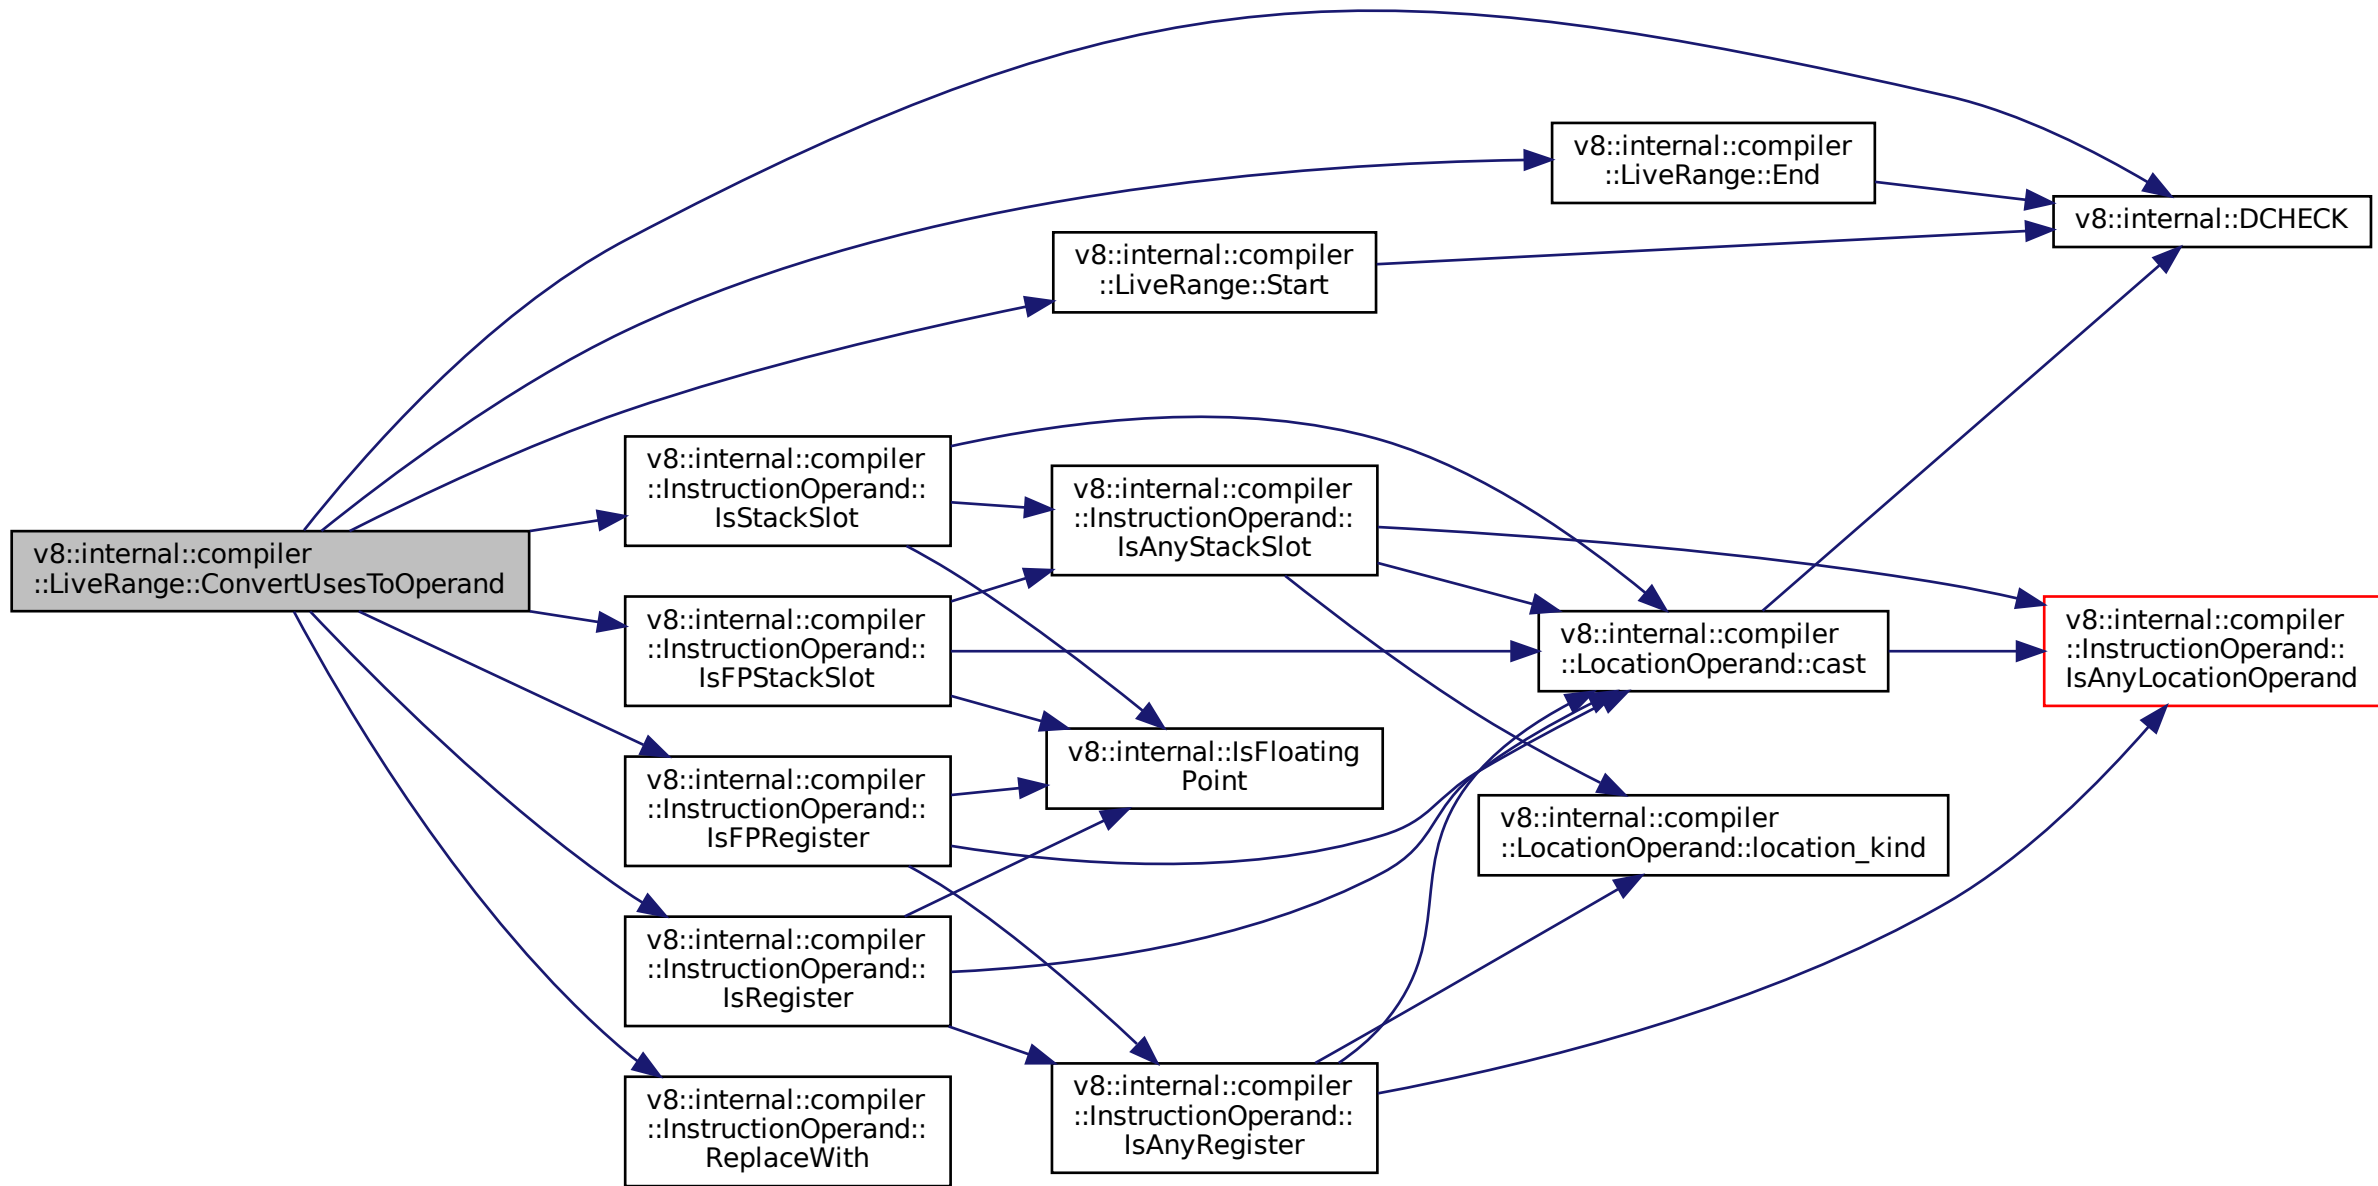 v8::internal::compiler
::LiveRange::ConvertUsesToOperand
v8::internal::compiler
::LiveRange::End
v8::internal::DCHECK
v8::internal::compiler
::LiveRange::Start
v8::internal::compiler
::InstructionOperand::
IsStackSlot
v8::internal::compiler
::InstructionOperand::
IsAnyStackSlot
v8::internal::compiler
::InstructionOperand::
IsFPStackSlot
v8::internal::compiler
::LocationOperand::cast
v8::internal::compiler
::InstructionOperand::
IsAnyLocationOperand
v8::internal::IsFloating
Point
v8::internal::compiler
::InstructionOperand::
IsFPRegister
v8::internal::compiler
::LocationOperand::location_kind
v8::internal::compiler
::InstructionOperand::
IsRegister
v8::internal::compiler
::InstructionOperand::
IsAnyRegister
v8::internal::compiler
::InstructionOperand::
ReplaceWith